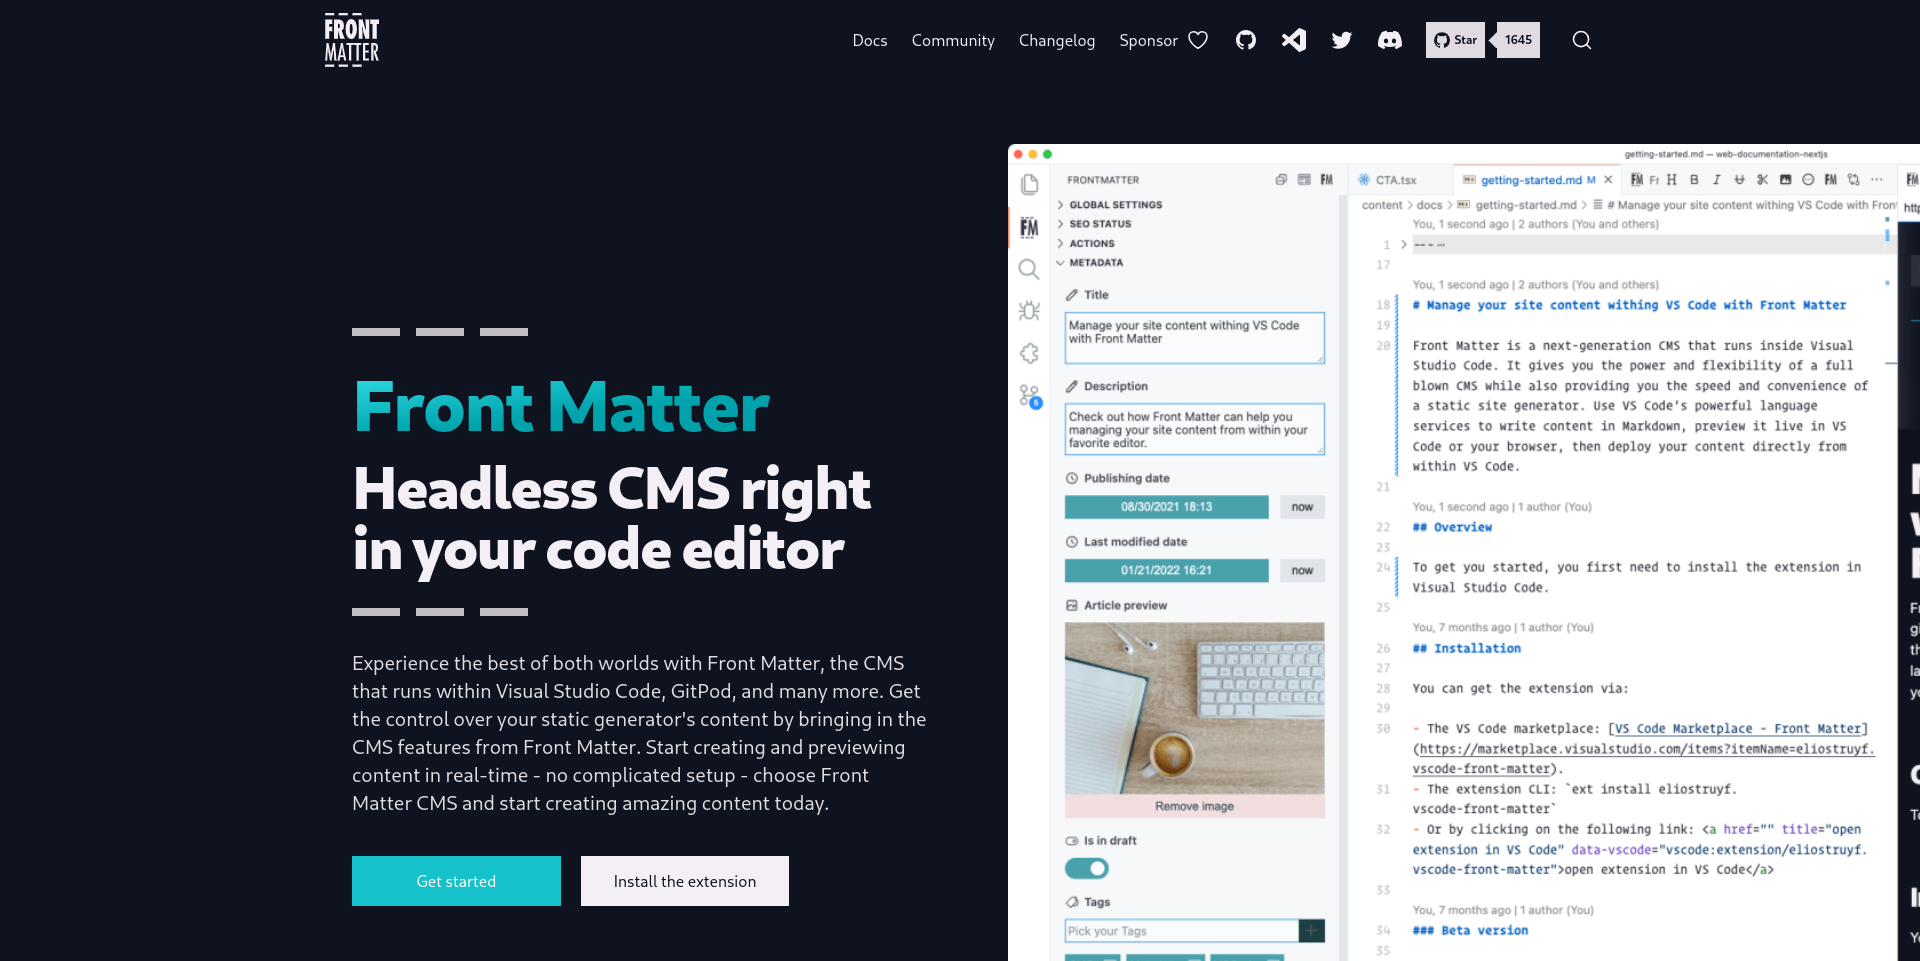 FRONT
MATTER
Docs
Community
Changelog
Sponsor
Star
1645
Front Matter
Headless CMS right
in your code editor
Experience the best of both worlds with Front Matter, the CMS
that runs within Visual Studio Code, GitPod, and many more. Get
the control over your static generator's content by bringing in the
CMS features from Front Matter. Start creating and previewing
content in real-time - no complicated setup - choose Front
Matter CMS and start creating amazing content today.
Get started
Install the extension
getting-started.md — web-documentation-nextjs
FRONTMATTER
FM
GLOBAL SETTINGS
SEO STATUS
ACTIONS
METADATA
Title
Manage your site content withing VS Code
with Front Matter
Description
Check out how Front Matter can help you
managing your site content from within your
favorite editor.
Publishing date
08/30/2021 18:13
now
Last modified date
01/21/2022 16:21
now
Article preview
Remove image
Is in draft
Tags
Pick your Tags
FM
5
CTA.tsx
getting-started.md M
FM Fr H B I
FM
content > docs > getting-started.md > # Manage your site content withing VS Code with Fron
You, 1 second ago | 2 authors (You and others)
1 ---
17
You, 1 second ago | 2 authors (You and others)
18 # Manage your site content withing VS Code with Front Matter
19
20 Front Matter is a next-generation CMS that runs inside Visual
Studio Code. It gives you the power and flexibility of a full
blown CMS while also providing you the speed and convenience of
a static site generator. Use VS Code's powerful language
services to write content in Markdown, preview it live in VS
Code or your browser, then deploy your content directly from
within VS Code.
21
You, 1 second ago | 1 author (You)
22 ## Overview
23
24 To get you started, you first need to install the extension in
Visual Studio Code.
25
You, 7 months ago | 1 author (You)
26 ## Installation
27
28 You can get the extension via:
29
30 - The VS Code marketplace: [VS Code Marketplace - Front Matter]
(https://marketplace.visualstudio.com/items?itemName=eliostruyf.
vscode-front-matter).
31 - The extension CLI: `ext install eliostruyf.
vscode-front-matter`
32 - Or by clicking on the following link: <a href="" title="open
extension in VS Code" data-vscode="vscode:extension/eliostruyf.
vscode-front-matter">open extension in VS Code</a>
33
You, 7 months ago | 1 author (You)
34 ### Beta version
35
FM